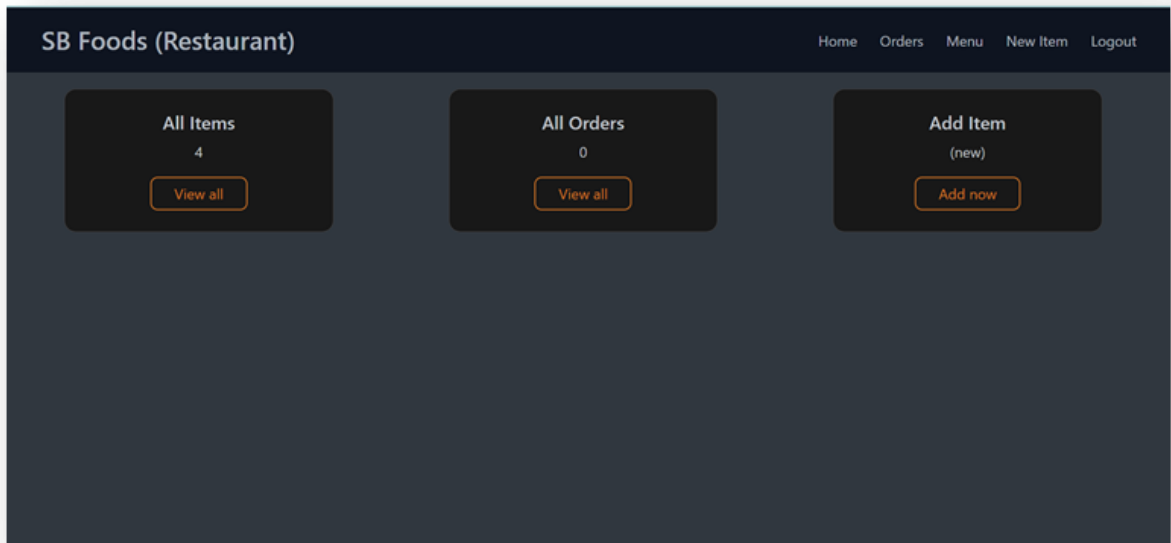 SB Foods (Restaurant)
Home Orders Menu New Item Logout
All Items
4
View all
All Orders
0
View all
Add Item
(new)
Add now